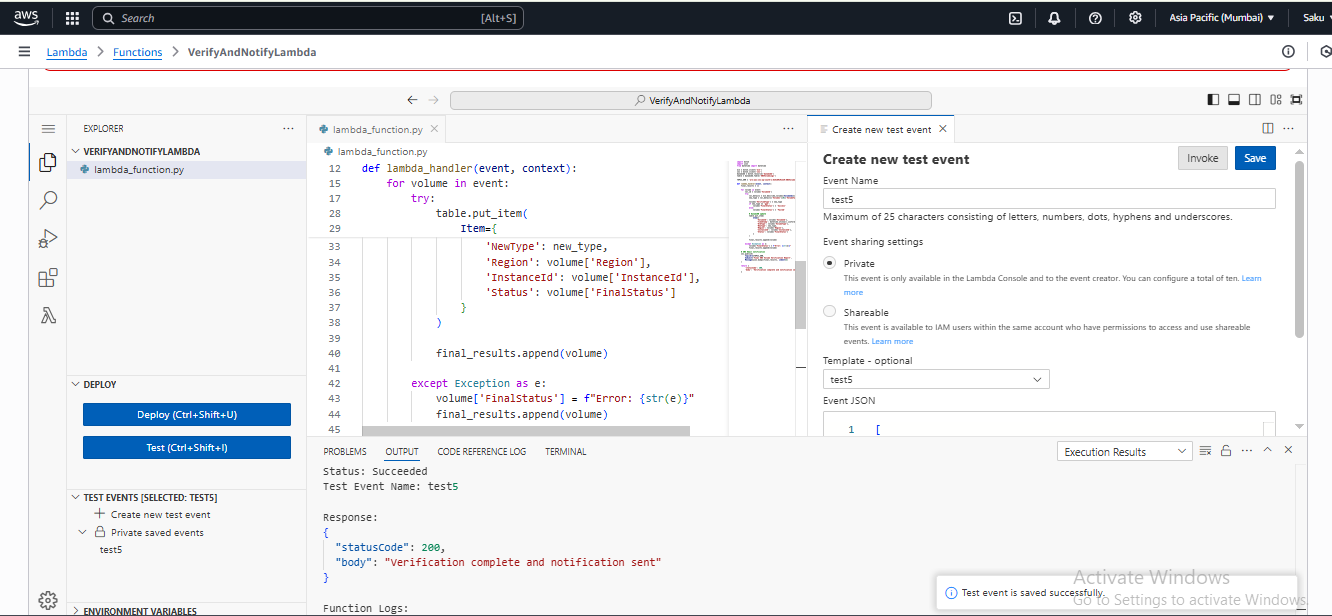 aws
Search
[Alt+S]
Asia Pacific (Mumbai)
Saku
Lambda > Functions > VerifyAndNotifyLambda
VerifyAndNotifyLambda
EXPLORER
VERIFYANDNOTIFYLAMBDA
lambda_function.py
DEPLOY
Deploy (Ctrl+Shift+U)
Test (Ctrl+Shift+I)
TEST EVENTS [SELECTED: TEST5]
Create new test event
Private saved events
test5
ENVIRONMENT VARIABLES
lambda_function.py
lambda_function.py
12 def lambda_handler(event, context):
15 for volume in event:
17 try:
28 table.put_item(
29 Item={
33 'NewType': new_type,
34 'Region': volume['Region'],
35 'InstanceId': volume['InstanceId'],
36 'Status': volume['FinalStatus']
37 }
38 )
39
40 final_results.append(volume)
41
42 except Exception as e:
43 volume['FinalStatus'] = f"Error: {str(e)}"
44 final_results.append(volume)
45
Create new test event
Create new test event
Invoke
Save
Event Name
test5
Maximum of 25 characters consisting of letters, numbers, dots, hyphens and underscores.
Event sharing settings
Private
This event is only available in the Lambda Console and to the event creator. You can configure a total of ten. Learn
more
Shareable
This event is available to IAM users within the same account who have permissions to access and use shareable
events. Learn more
Template - optional
test5
Event JSON
1 [
PROBLEMS
OUTPUT
CODE REFERENCE LOG
TERMINAL
Execution Results
Status: Succeeded
Test Event Name: test5
Response:
{
"statusCode": 200,
"body": "Verification complete and notification sent"
}
Function Logs:
Activate Windows
Go to Settings to activate Windows.
Test event is saved successfully.